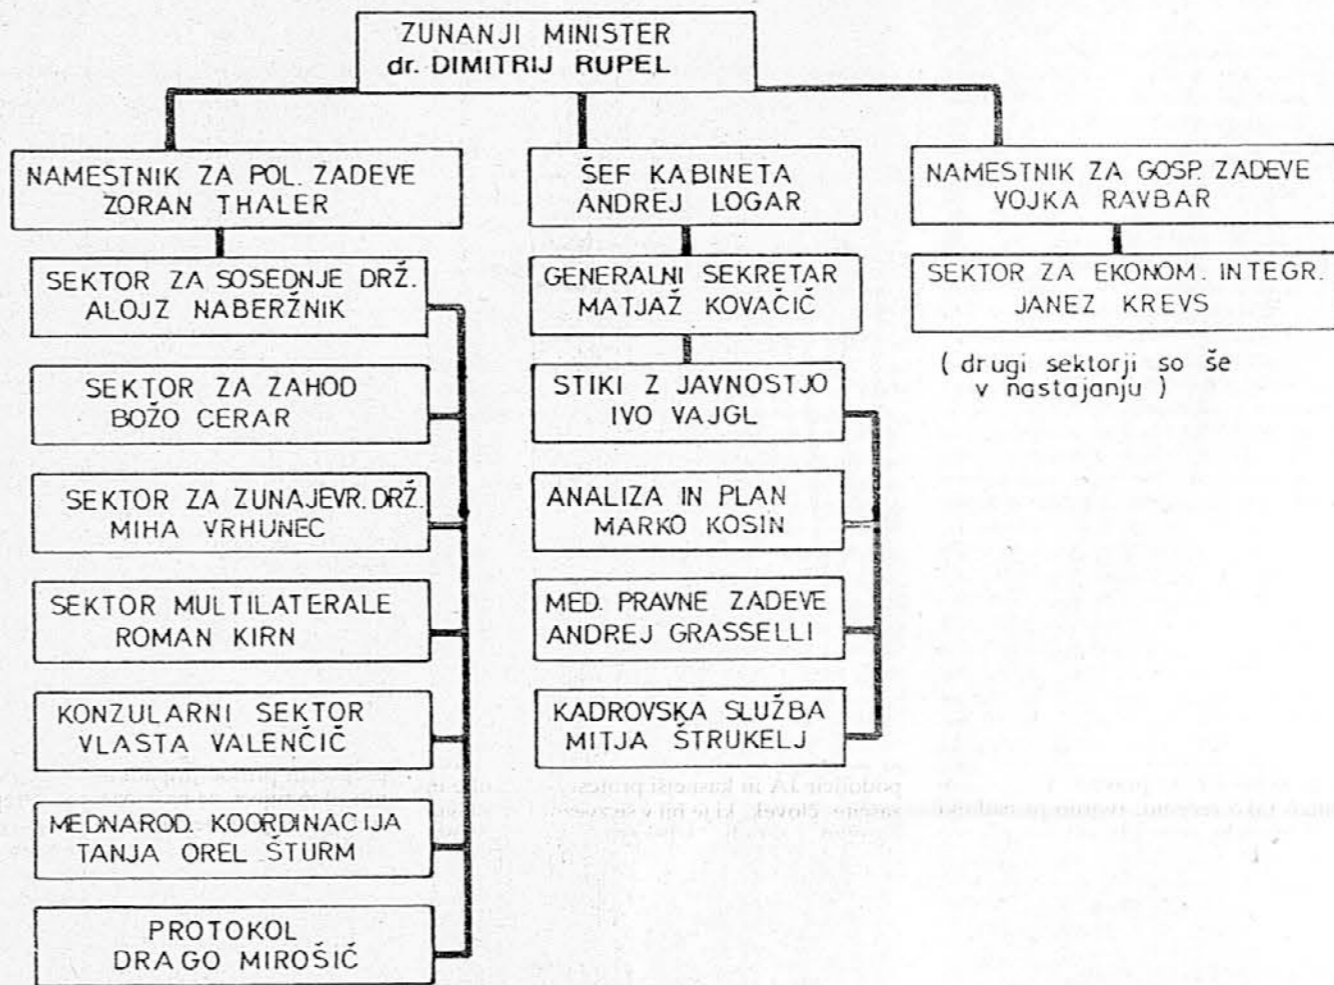 ZUNANJI MINISTER
dr. DIMITRIJ RUPEL
NAMESTNIK ZA POL. ZADEVE
ZORAN THALER
SEKTOR ZA SOSEDNJE DRŽ.
ALOJZ NABERŽNIK
SEKTOR ZA ZAHOD
BOŽO CERAR
SEKTOR ZA ZUNAJEVR. DRŽ.
MIHA VRHUNEC
SEKTOR MULTILATERALE
ROMAN KIRN
KONZULARNI SEKTOR
VLASTA VALENČIČ
MEDNAROD. KOORDINACIJA
TANJA OREL ŠTURM
PROTOKOL
DRAGO MIROŠIČ
ŠEF KABINETA
ANDREJ LOGAR
GENERALNI SEKRETAR
MATJAŽ KOVAČIČ
STIKI Z JAVNOSTJO
IVO VAJGL
ANALIZA IN PLAN
MARKO KOSIN
MED. PRAVNE ZADEVE
ANDREJ GRASSELLI
KADROVSKA SLUŽBA
MITJA ŠTRUKELJ
NAMESTNIK ZA GOSP. ZADEVE
VOJKA RAVBAR
SEKTOR ZA EKONOM. INTEGR.
JANEZ KREVS
( drugi sektorji so še
v nastajanju )